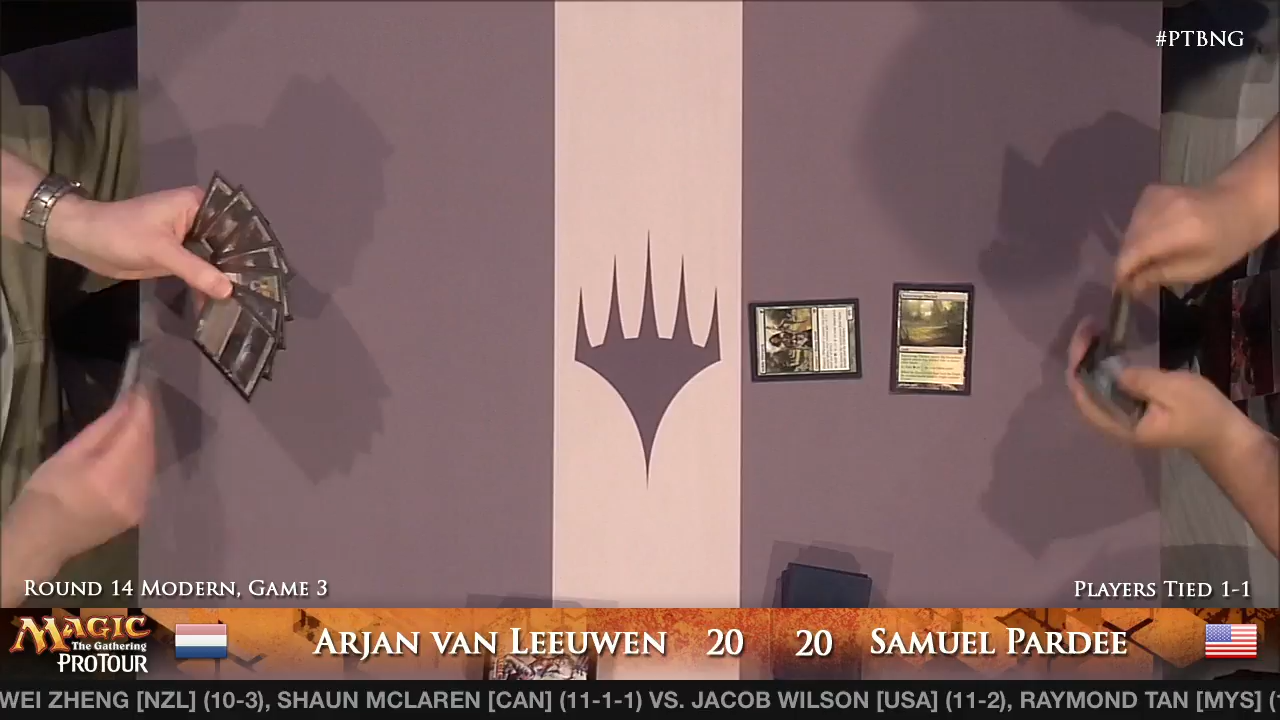 #PTBNG
Round 14 Modern, Game 3
Players Tied 1-1
Magic
The Gathering
ProTour
Arjan van Leeuwen 20
20 Samuel Pardee
WEI ZHENG [NZL] (10-3), SHAUN MCLAREN [CAN] (11-1-1) VS. JACOB WILSON [USA] (11-2), RAYMOND TAN [MYS] (